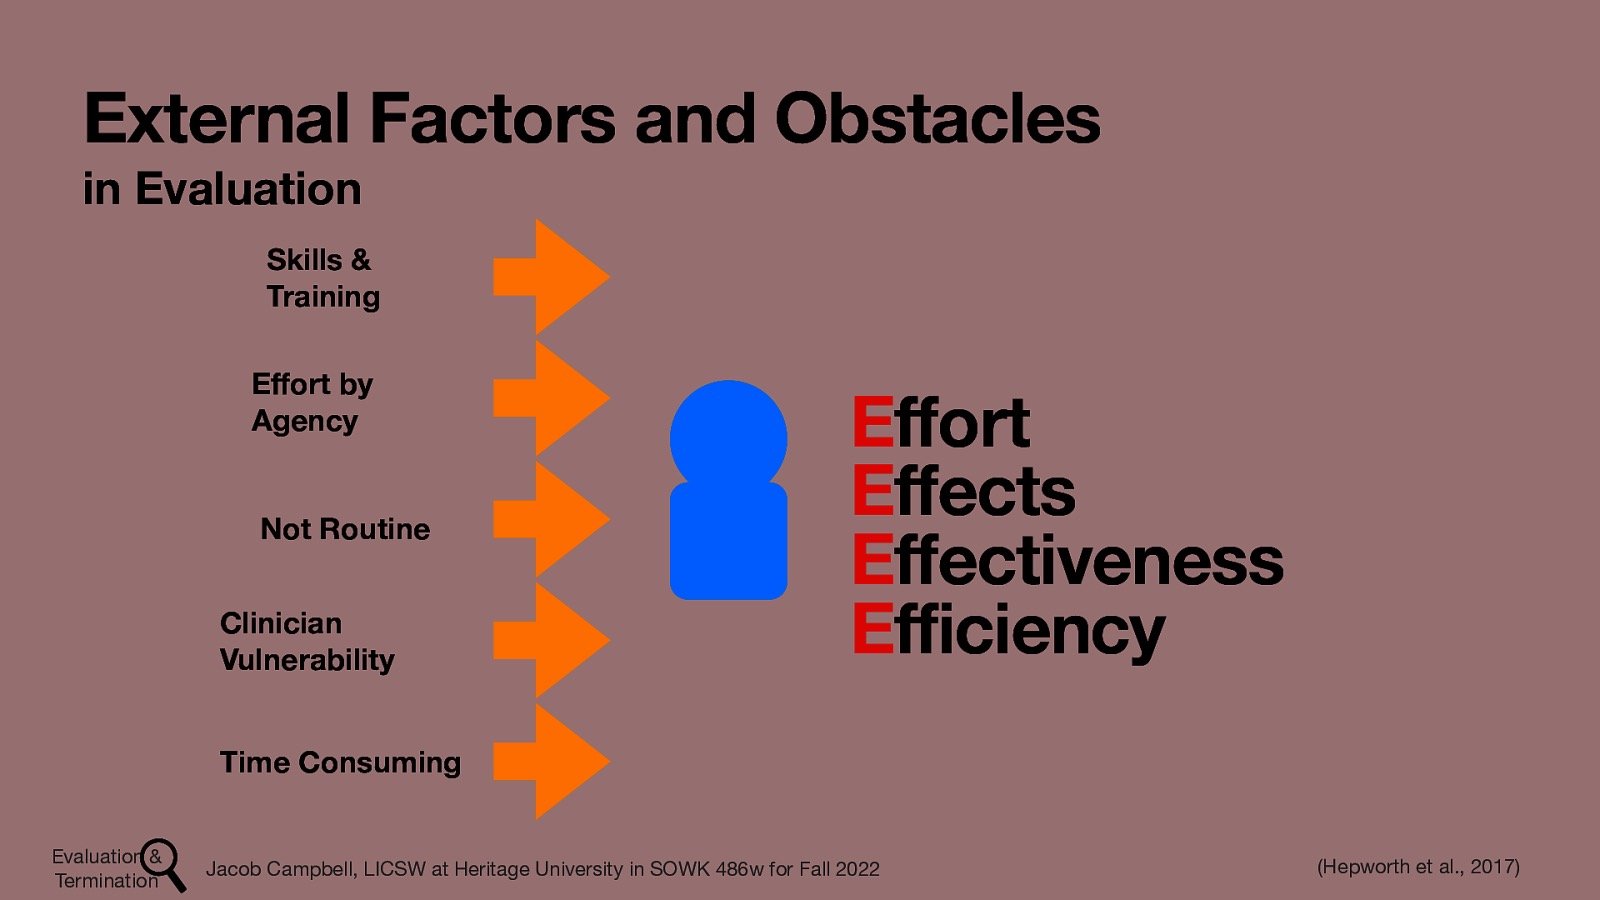 External Factors and Obstacles
in Evaluation
Skills &
Training
Effort by
Agency
Not Routine
Clinician
Vulnerability
Time Consuming
Effort
Effects
Effectiveness
Efficiency
Evaluation &
Termination
Jacob Campbell, LICSW at Heritage University in SOWK 486w for Fall 2022
(Hepworth et al., 2017)